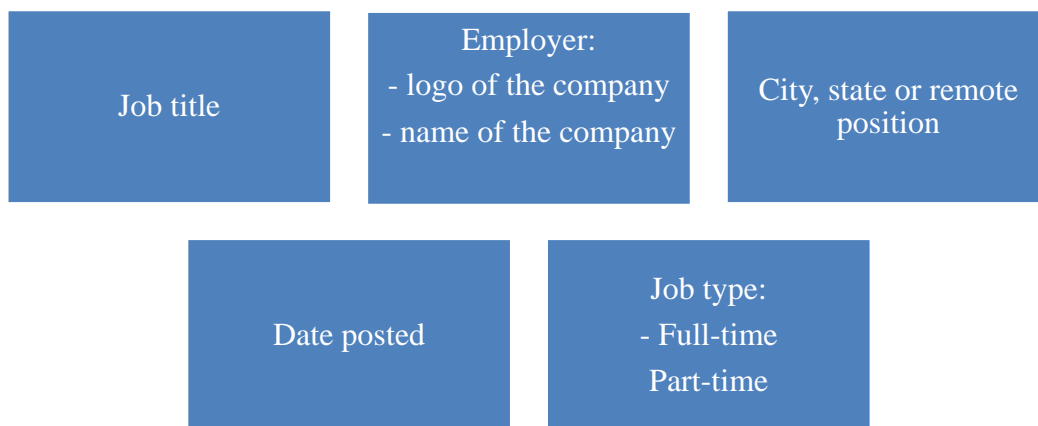 Job title
Employer:
- logo of the company
- name of the company
City, state or remote
position
Date posted
Job type:
- Full-time
Part-time